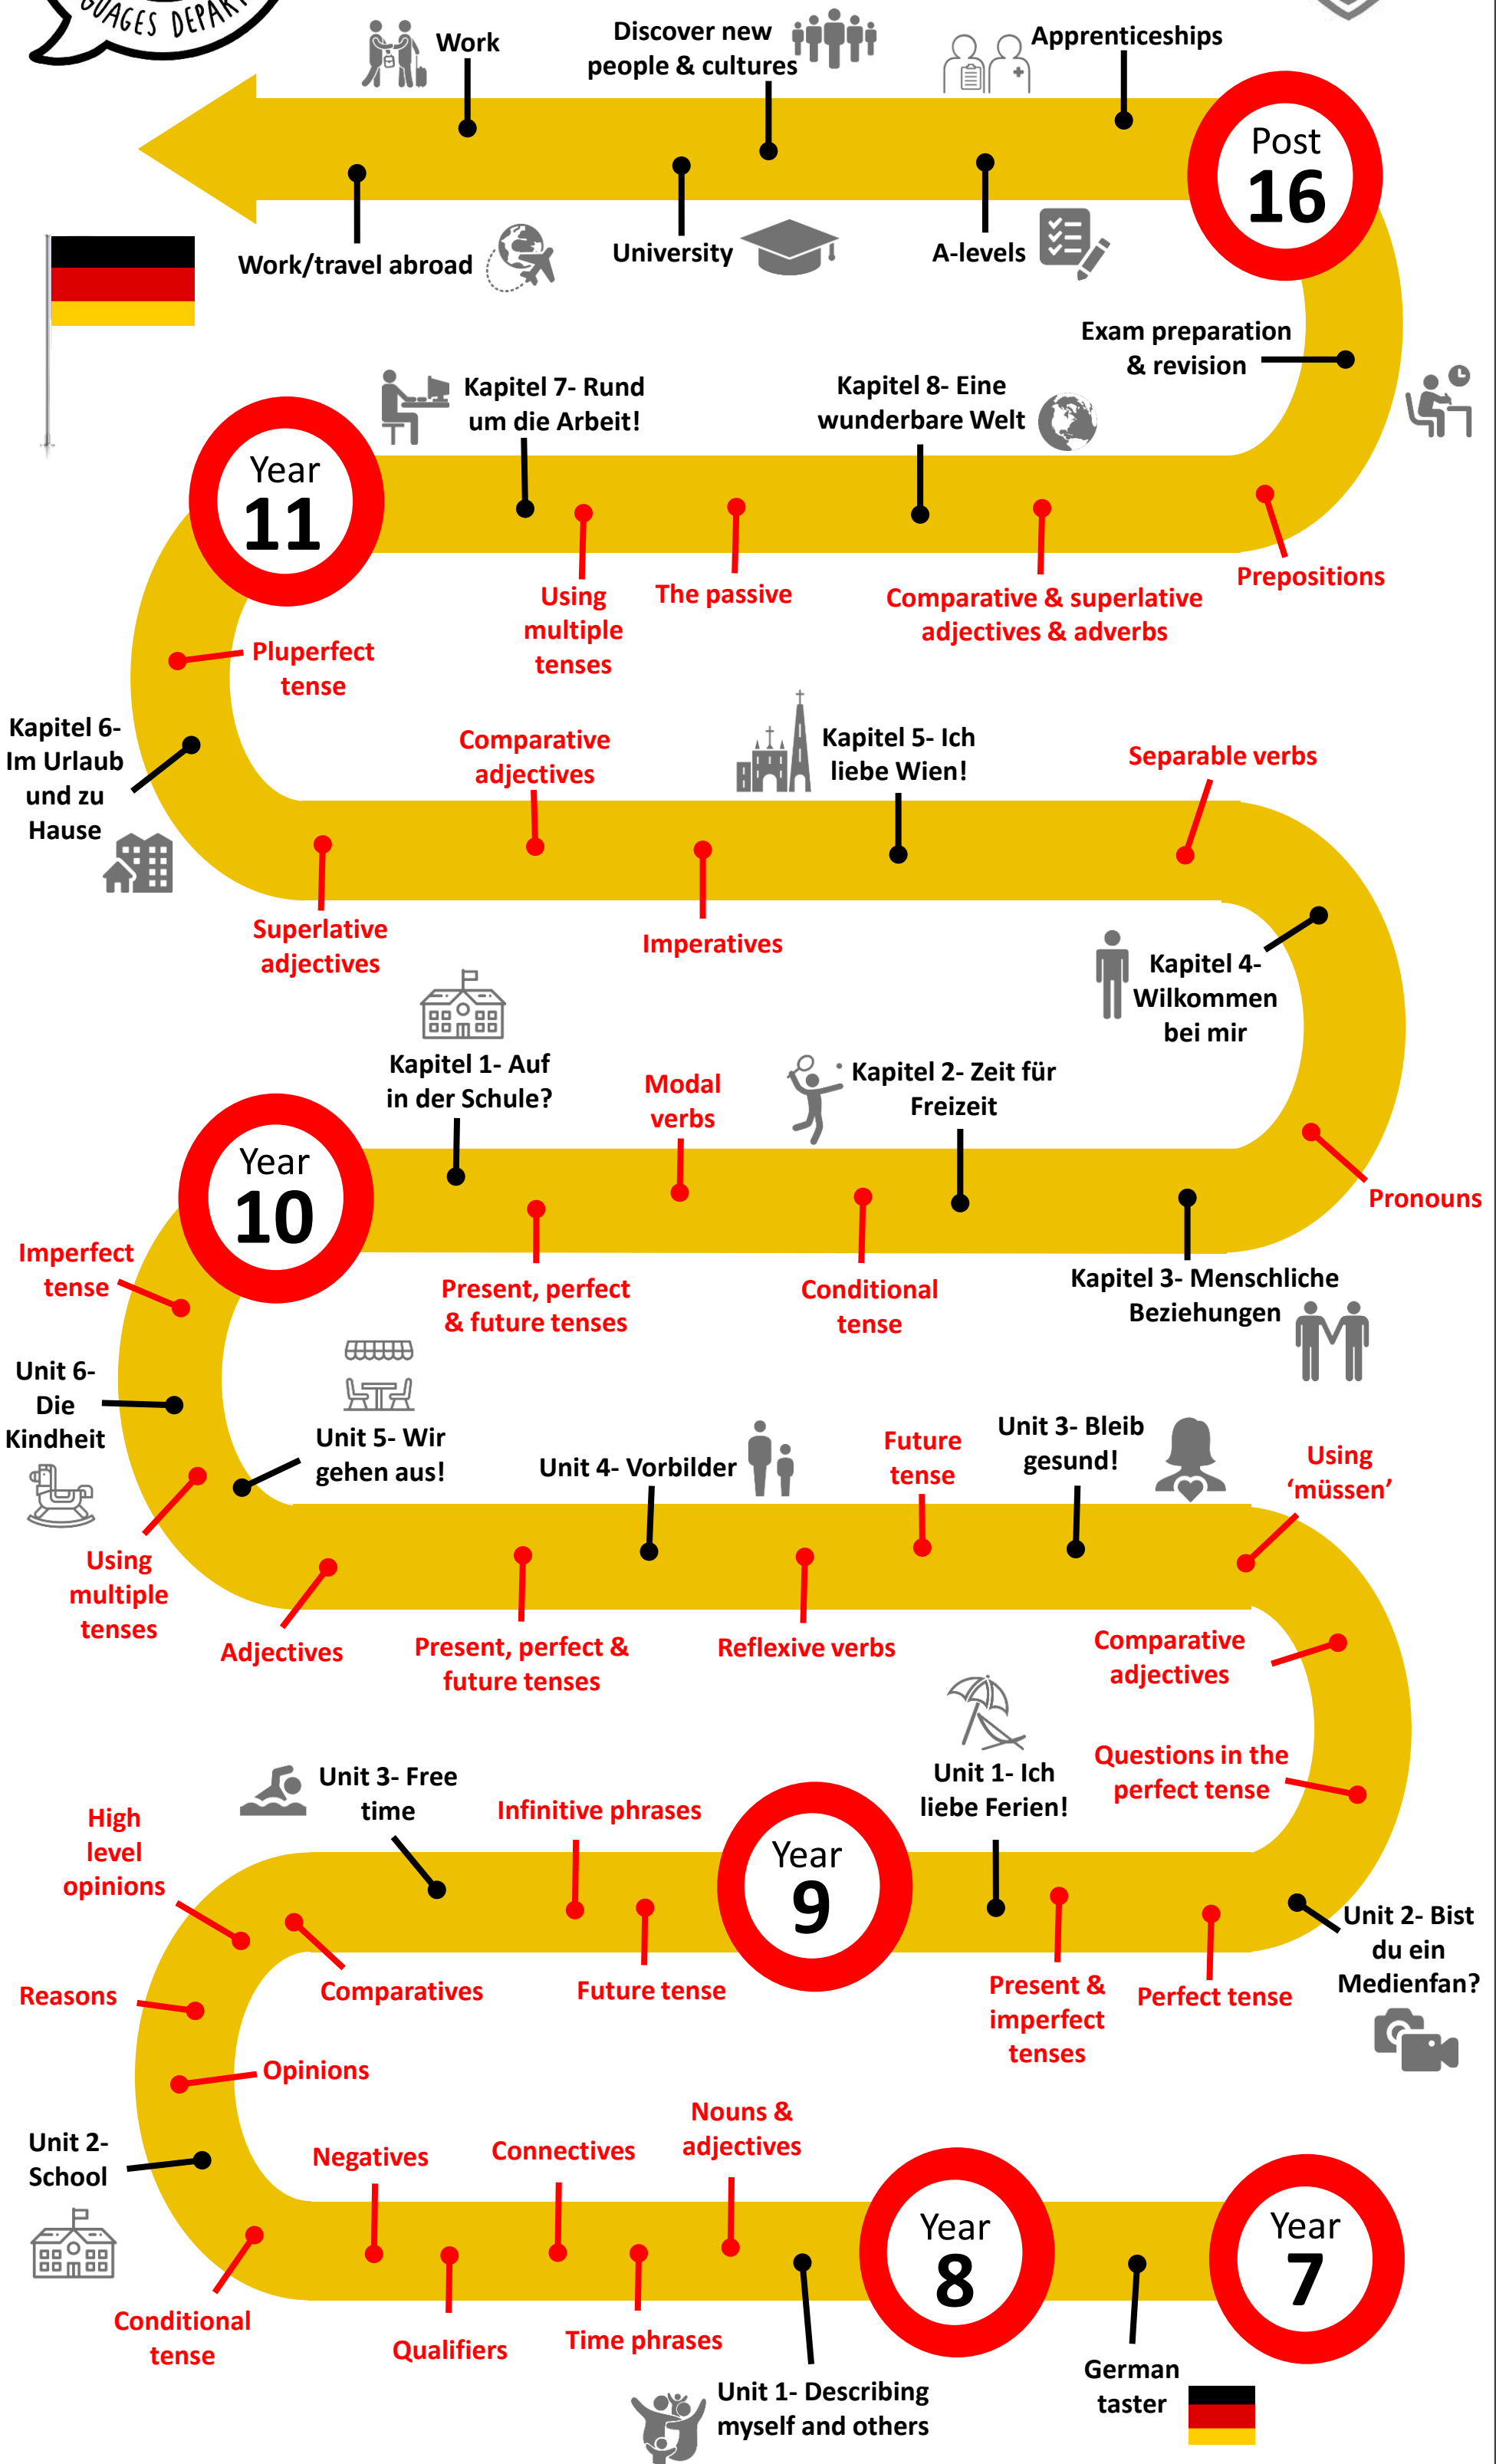 GUAGES DEPAR
Work
Discover new
people & cultures
Apprenticeships
Post
16
Work/travel abroad
University
A-levels
Exam preparation
& revision
Kapitel 7- Rund
um die Arbeit!
Kapitel 8- Eine
wunderbare Welt
Year
11
Using
multiple
tenses
The passive
Comparative & superlative
adjectives & adverbs
Prepositions
Pluperfect
tense
Kapitel 6-
Im Urlaub
und zu
Hause
Comparative
adjectives
Kapitel 5- Ich
liebe Wien!
Separable verbs
Superlative
adjectives
Imperatives
Kapitel 4-
Wilkommen
bei mir
Kapitel 1- Auf
in der Schule?
Modal
verbs
Kapitel 2- Zeit für
Freizeit
Year
10
Pronouns
Imperfect
tense
Present, perfect
& future tenses
Conditional
tense
Kapitel 3- Menschliche
Beziehungen
Unit 6-
Die
Kindheit
Unit 5- Wir
gehen aus!
Unit 4- Vorbilder
Future
tense
Unit 3- Bleib
gesund!
Using
‘müssen’
Using
multiple
tenses
Adjectives
Present, perfect &
future tenses
Reflexive verbs
Comparative
adjectives
Questions in the
perfect tense
High
level
opinions
Unit 3- Free
time
Infinitive phrases
Year
9
Unit 1- Ich
liebe Ferien!
Unit 2- Bist
du ein
Medienfan?
Reasons
Comparatives
Future tense
Present &
imperfect
tenses
Perfect tense
Opinions
Unit 2-
School
Negatives
Connectives
Nouns &
adjectives
Year
8
Year
7
Conditional
tense
Qualifiers
Time phrases
Unit 1- Describing
myself and others
German
taster